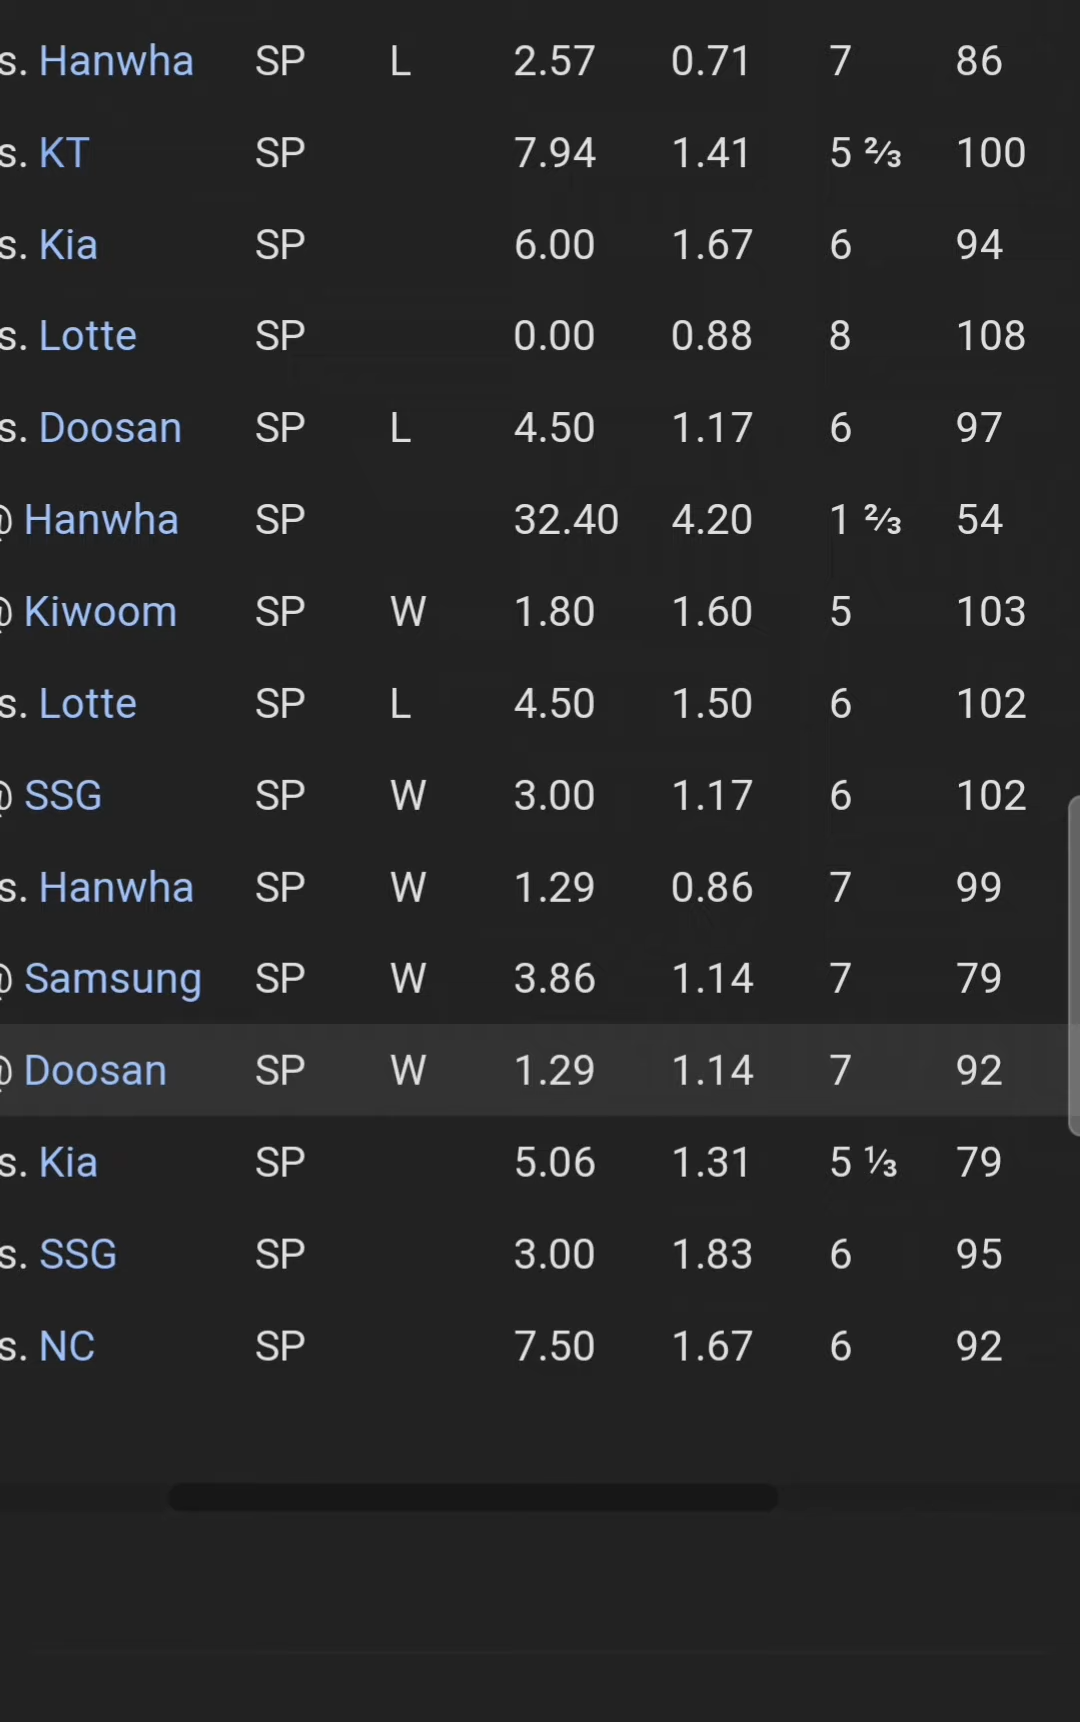 s. Hanwha SP L 2.57 0.71 7 86
s. KT SP 7.94 1.41 5 ⅔ 100
s. Kia SP 6.00 1.67 6 94
s. Lotte SP 0.00 0.88 8 108
s. Doosan SP L 4.50 1.17 6 97
@ Hanwha SP 32.40 4.20 1 ⅔ 54
@ Kiwoom SP W 1.80 1.60 5 103
s. Lotte SP L 4.50 1.50 6 102
@ SSG SP W 3.00 1.17 6 102
s. Hanwha SP W 1.29 0.86 7 99
@ Samsung SP W 3.86 1.14 7 79
@ Doosan SP W 1.29 1.14 7 92
s. Kia SP 5.06 1.31 5 ⅓ 79
s. SSG SP 3.00 1.83 6 95
s. NC SP 7.50 1.67 6 92